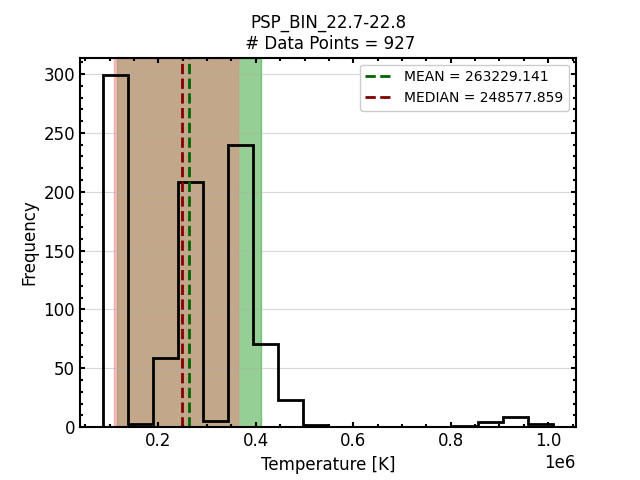 PSP_BIN_22.7-22.8
# Data Points = 927
MEAN = 263229.141
MEDIAN = 248577.859
Frequency
300
250
200
150
100
50
0
0.2 0.4 0.6 0.8 1.0
1e6
Temperature [K]